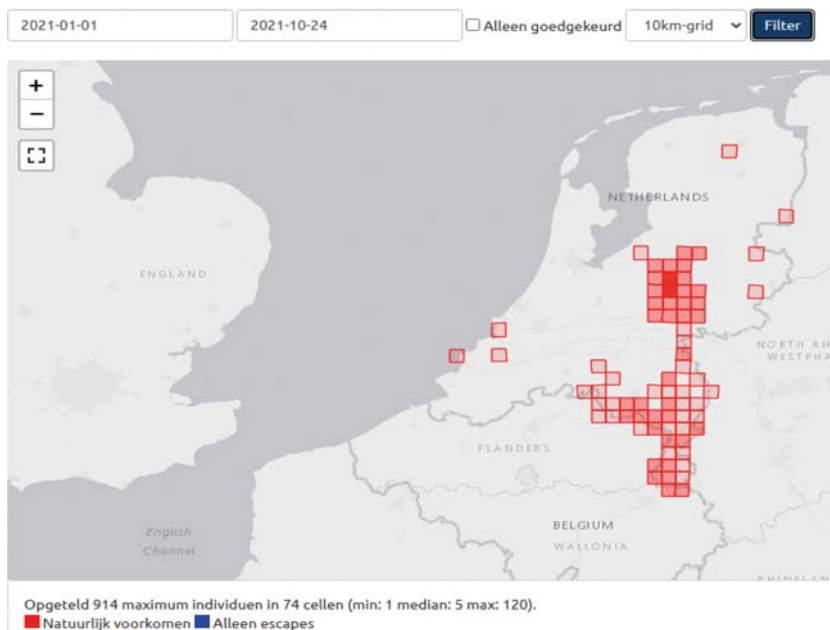 2021-01-01 2021-10-24 Alleen goedgekeurd 10km-grid Filter
+
−
NETHERLANDS
ENGLAND
NORTH RH
WESTPHA
FLANDERS
English
Channel
BELGIUM
WALLONIA
RHINELAN
Opgeteld 914 maximum individuen in 74 cellen (min: 1 median: 5 max: 120).
Natuurlijk voorkomen Alleen escapes